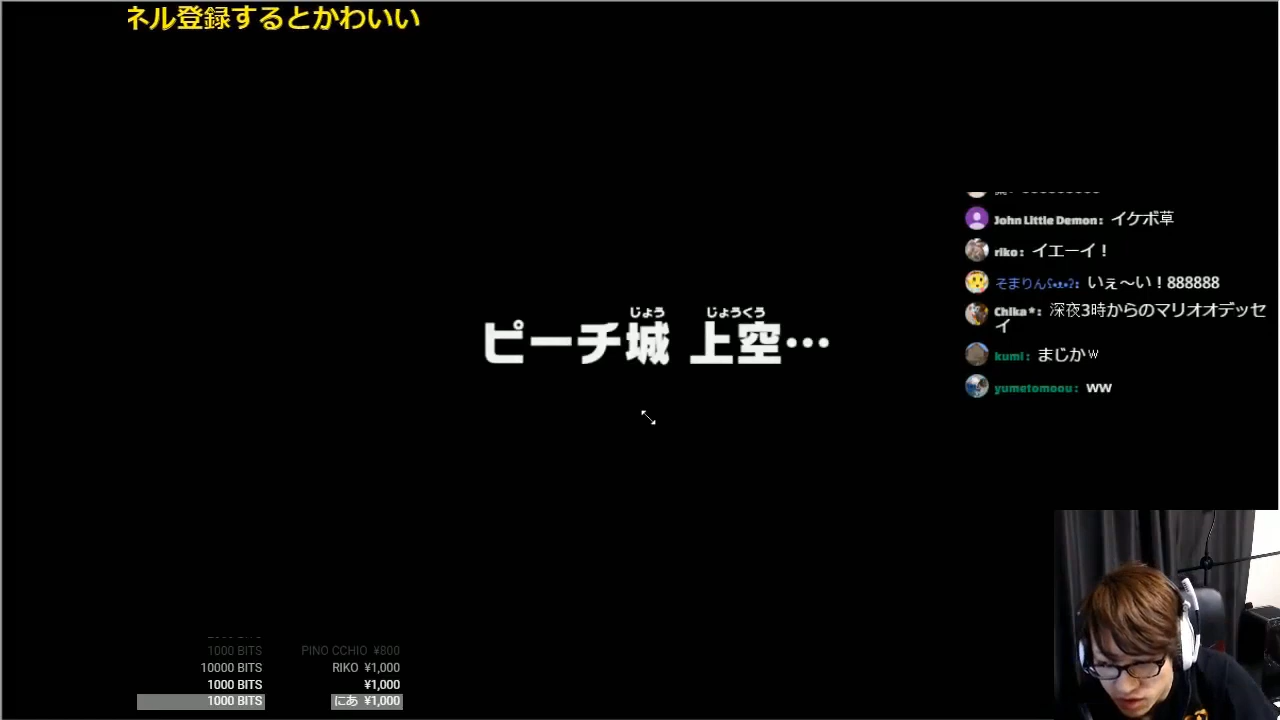 ネル登録するとかわいい
John Little Demon: イケボ草
riko: イエーイ！
いぇ〜い！888888
Chika*: 深夜3時からのマリオオデッセ
イ
kumi: まじかw
yumetomoou: ww
じょう じょうくう
ピーチ城 上空…
1000 BITS PINO CCHIO ¥800
10000 BITS RIKO ¥1,000
1000 BITS ¥1,000
1000 BITS にあ ¥1,000